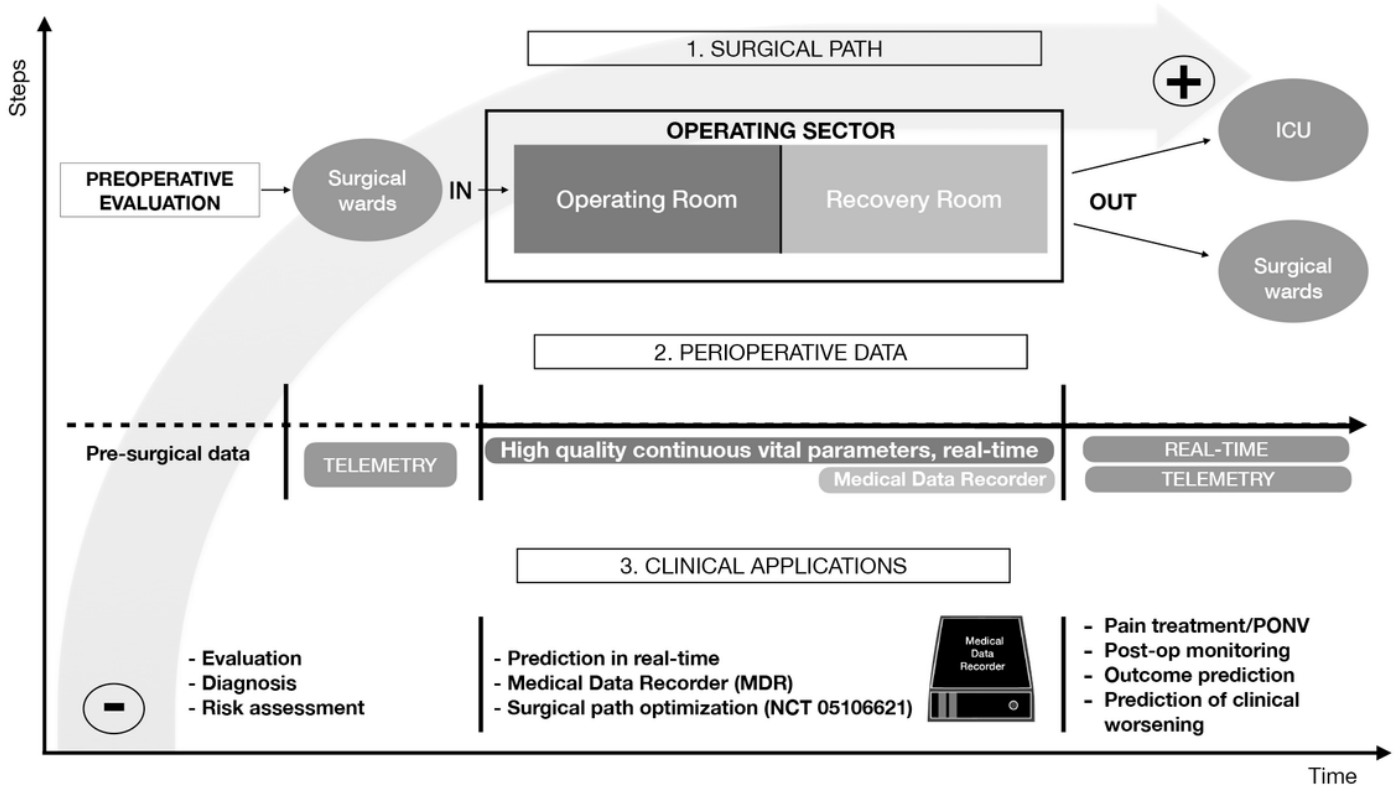 Steps
1. SURGICAL PATH
+
PREOPERATIVE
EVALUATION
Surgical
wards
IN
OPERATING SECTOR
Operating Room
Recovery Room
OUT
ICU
Surgical
wards
2. PERIOPERATIVE DATA
Pre-surgical data
TELEMETRY
High quality continuous vital parameters, real-time
Medical Data Recorder
REAL-TIME
TELEMETRY
3. CLINICAL APPLICATIONS
-
- Evaluation
- Diagnosis
- Risk assessment
- Prediction in real-time
- Medical Data Recorder (MDR)
- Surgical path optimization (NCT 05106621)
Medical
Data
Recorder
- Pain treatment/PONV
- Post-op monitoring
- Outcome prediction
- Prediction of clinical
worsening
Time